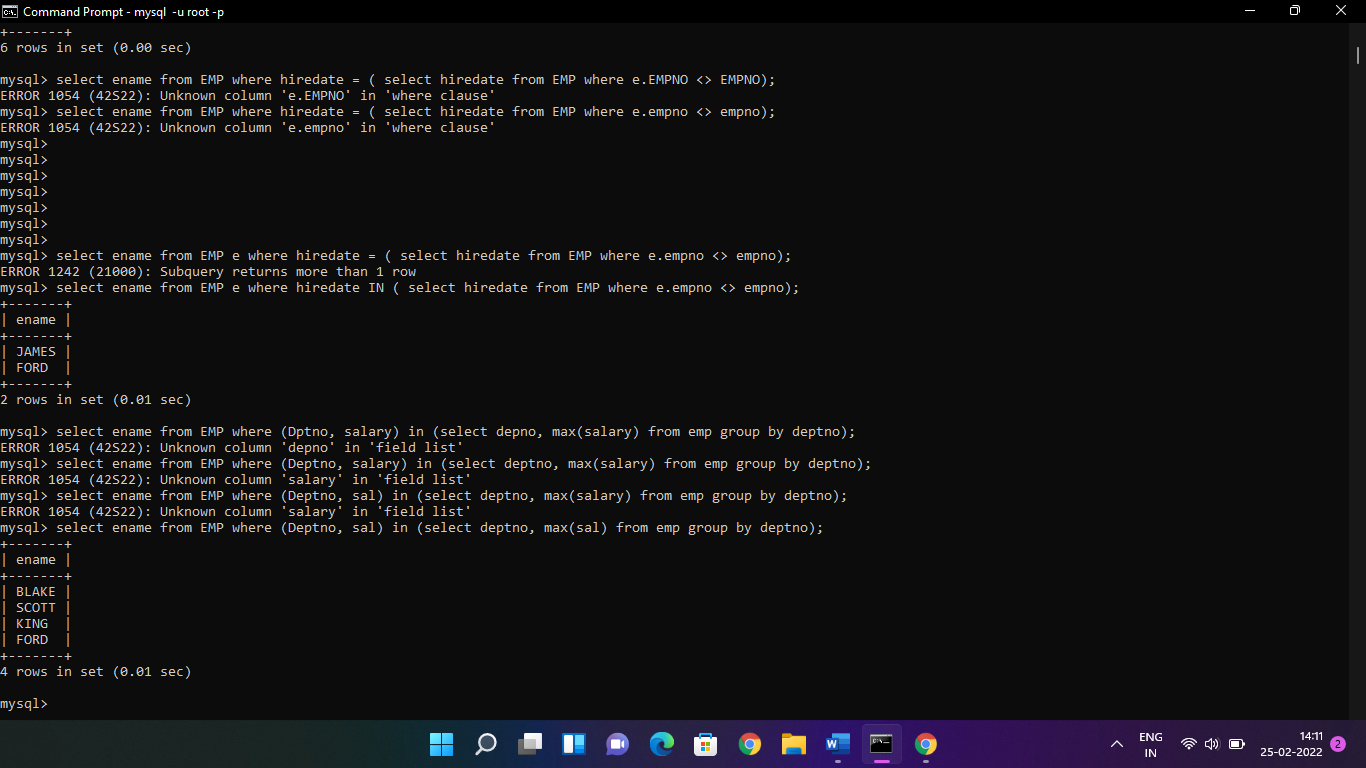 Command Prompt - mysql -u root -p
+-------+
6 rows in set (0.00 sec)
mysql> select ename from EMP where hiredate = ( select hiredate from EMP where e.EMPNO <> EMPNO);
ERROR 1054 (42S22): Unknown column 'e.EMPNO' in 'where clause'
mysql> select ename from EMP where hiredate = ( select hiredate from EMP where e.empno <> empno);
ERROR 1054 (42S22): Unknown column 'e.empno' in 'where clause'
mysql>
mysql>
mysql>
mysql>
mysql>
mysql>
mysql>
mysql> select ename from EMP e where hiredate = ( select hiredate from EMP where e.empno <> empno);
ERROR 1242 (21000): Subquery returns more than 1 row
mysql> select ename from EMP e where hiredate IN ( select hiredate from EMP where e.empno <> empno);
+-------+
| ename |
+-------+
| JAMES |
| FORD  |
+-------+
2 rows in set (0.01 sec)
mysql> select ename from EMP where (Dptno, salary) in (select depno, max(salary) from emp group by deptno);
ERROR 1054 (42S22): Unknown column 'depno' in 'field list'
mysql> select ename from EMP where (Deptno, salary) in (select deptno, max(salary) from emp group by deptno);
ERROR 1054 (42S22): Unknown column 'salary' in 'field list'
mysql> select ename from EMP where (Deptno, sal) in (select deptno, max(salary) from emp group by deptno);
ERROR 1054 (42S22): Unknown column 'salary' in 'field list'
mysql> select ename from EMP where (Deptno, sal) in (select deptno, max(sal) from emp group by deptno);
+-------+
| ename |
+-------+
| BLAKE |
| SCOTT |
| KING  |
| FORD  |
+-------+
4 rows in set (0.01 sec)
mysql>
ENG
IN
14:11
25-02-2022
2